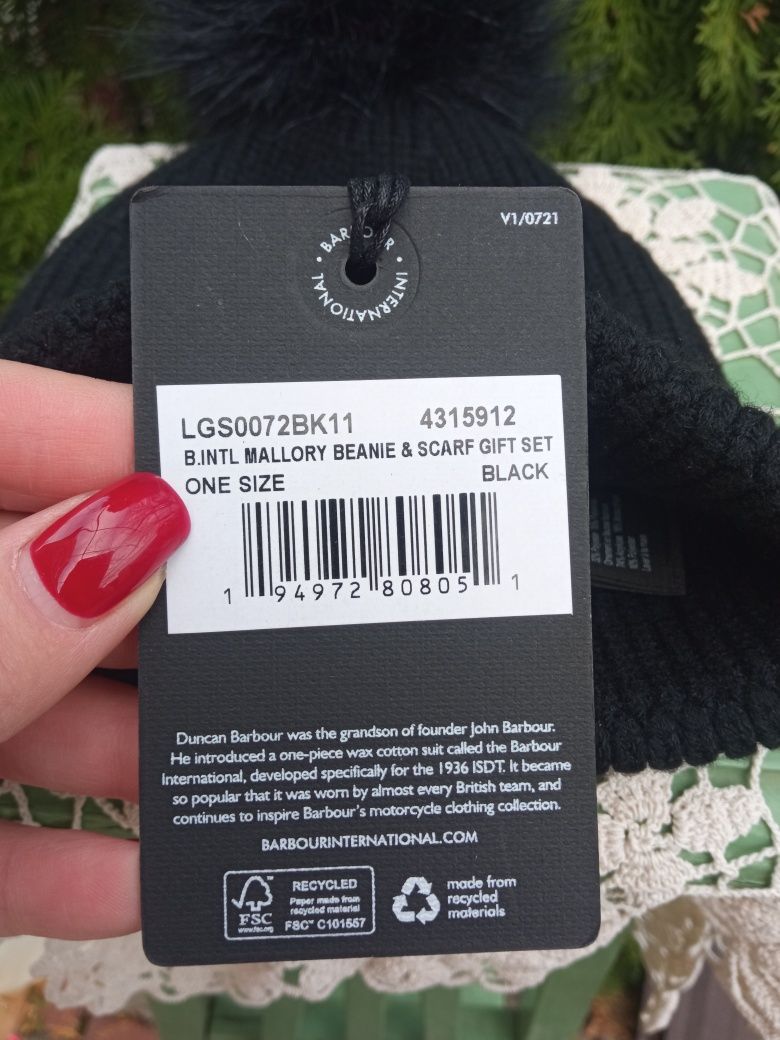 V1/0721
BARBOUR • INTERNATIONAL •
LGS0072BK11 4315912
B.INTL MALLORY BEANIE & SCARF GIFT SET
ONE SIZE BLACK
1 94972 80805 1
Duncan Barbour was the grandson of founder John Barbour.
He introduced a one-piece wax cotton suit called the Barbour
International, developed specifically for the 1936 ISDT. It became
so popular that it was worn by almost every British team, and
continues to inspire Barbour's motorcycle clothing collection.
BARBOURINTERNATIONAL.COM
FSC
www.fsc.org
RECYCLED
Paper made from
recycled material
FSC™ C101557
made from
recycled
materials